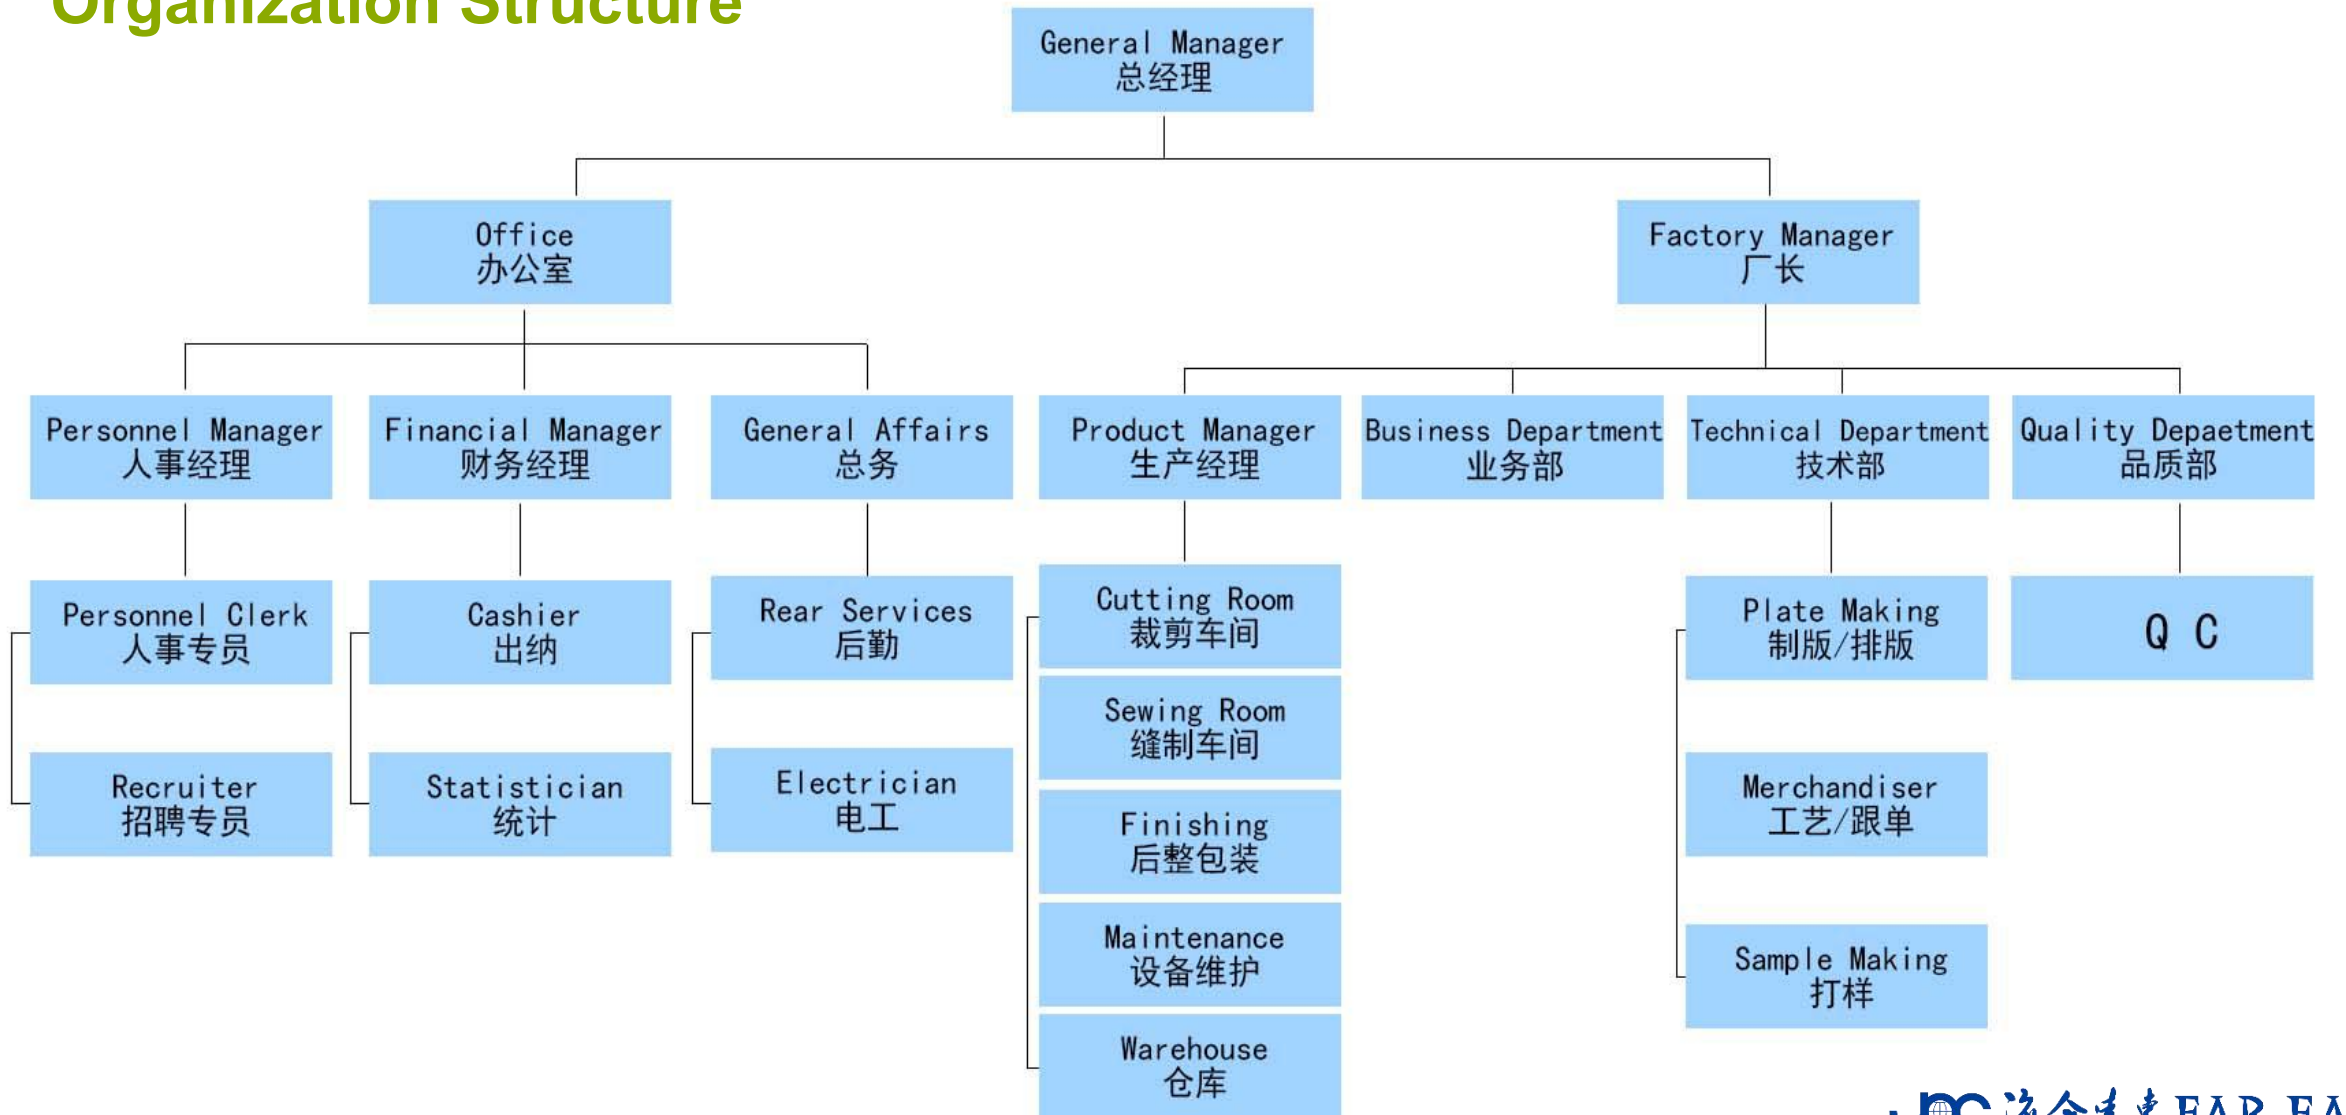 Organization Structure
General Manager
总经理
Office
办公室
Factory Manager
厂长
Personnel Manager
人事经理
Financial Manager
财务经理
General Affairs
总务
Product Manager
生产经理
Business Department
业务部
Technical Department
技术部
Quality Depaetment
品质部
Personnel Clerk
人事专员
Cashier
出纳
Rear Services
后勤
Cutting Room
裁剪车间
Plate Making
制版/排版
Q C
Sewing Room
缝制车间
Recruiter
招聘专员
Statistician
统计
Electrician
电工
Finishing
后整包装
Merchandiser
工艺/跟单
Maintenance
设备维护
Sample Making
打样
Warehouse
仓库
FAR EA